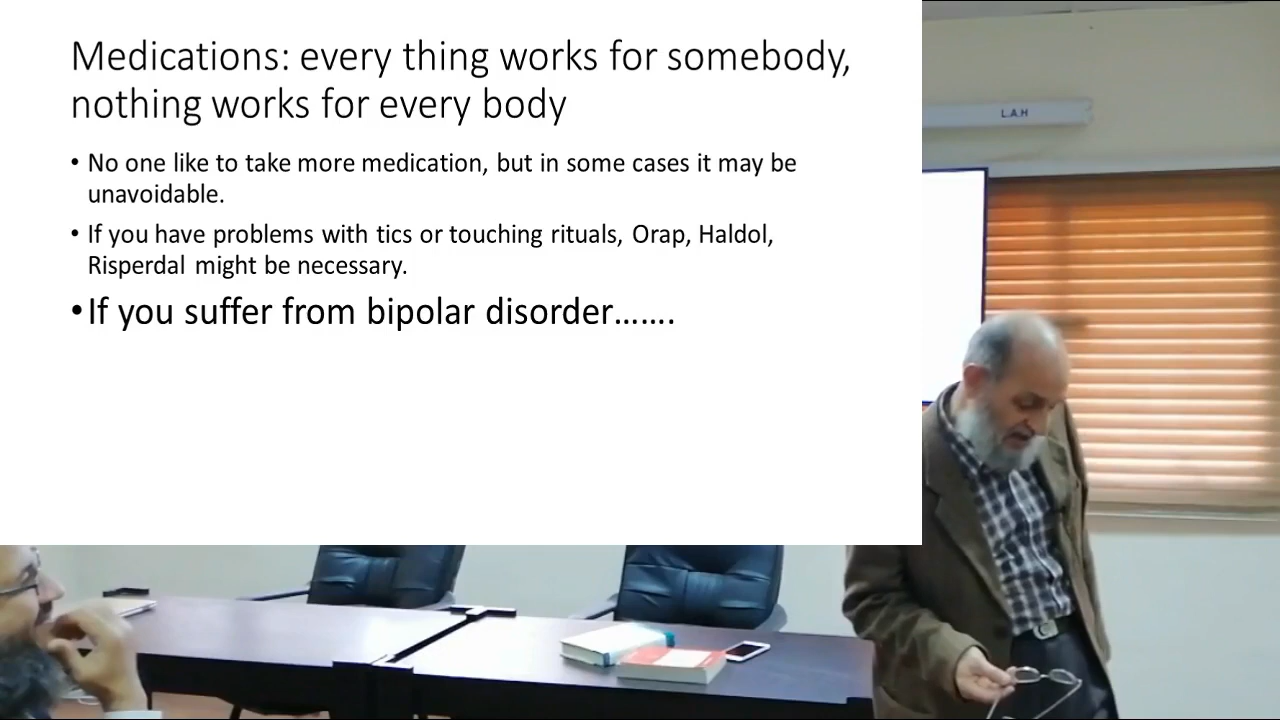 Medications: every thing works for somebody,
nothing works for every body
• No one like to take more medication, but in some cases it may be
unavoidable.
• If you have problems with tics or touching rituals, Orap, Haldol,
Risperdal might be necessary.
•If you suffer from bipolar disorder…….
L.A.H